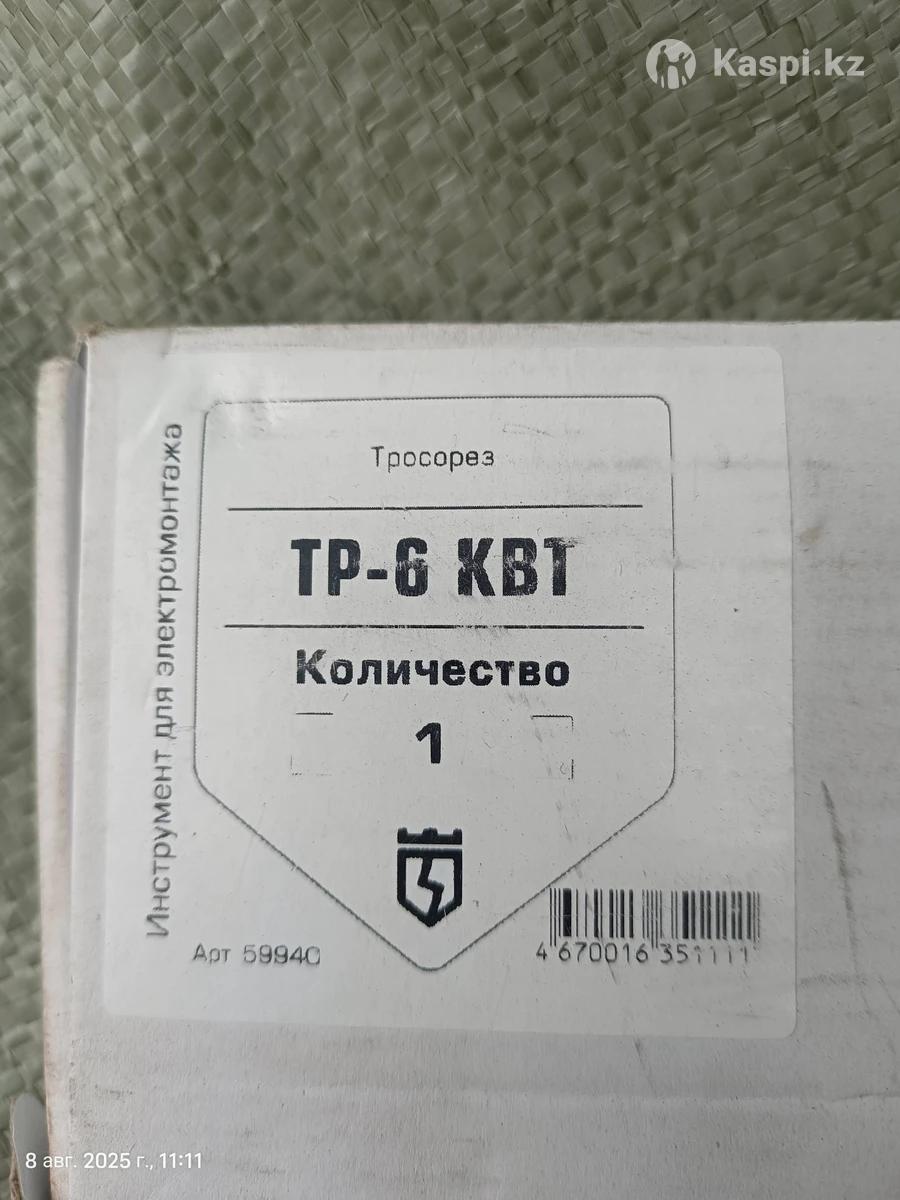 Kaspi.kz
Инструмент для электромонтажа
Тросорез
ТР-6 КВТ
Количество
1
Арт 59940
4 670016 351111
8 авг. 2025 г., 11:11